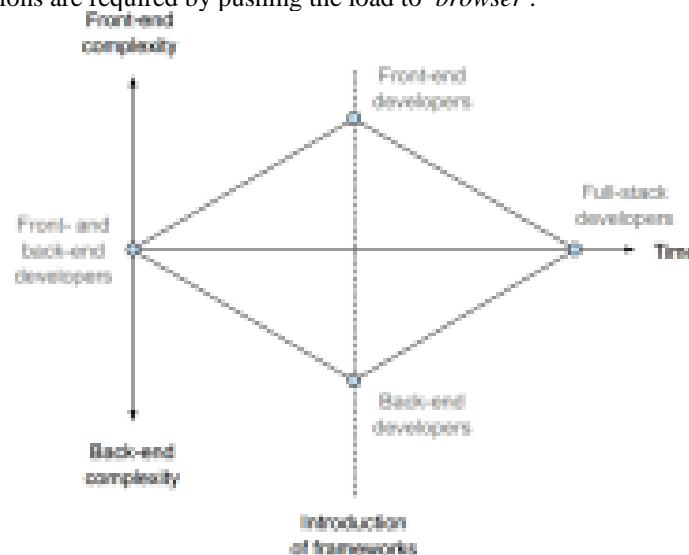 ions are required by pushing the load to 'browser'.
Front-end
complexity
Front-end
developers
Full-stack
developers
Front- and
back-end
developers
Time
Back-end
developers
Back-end
complexity
Introduction
of frameworks